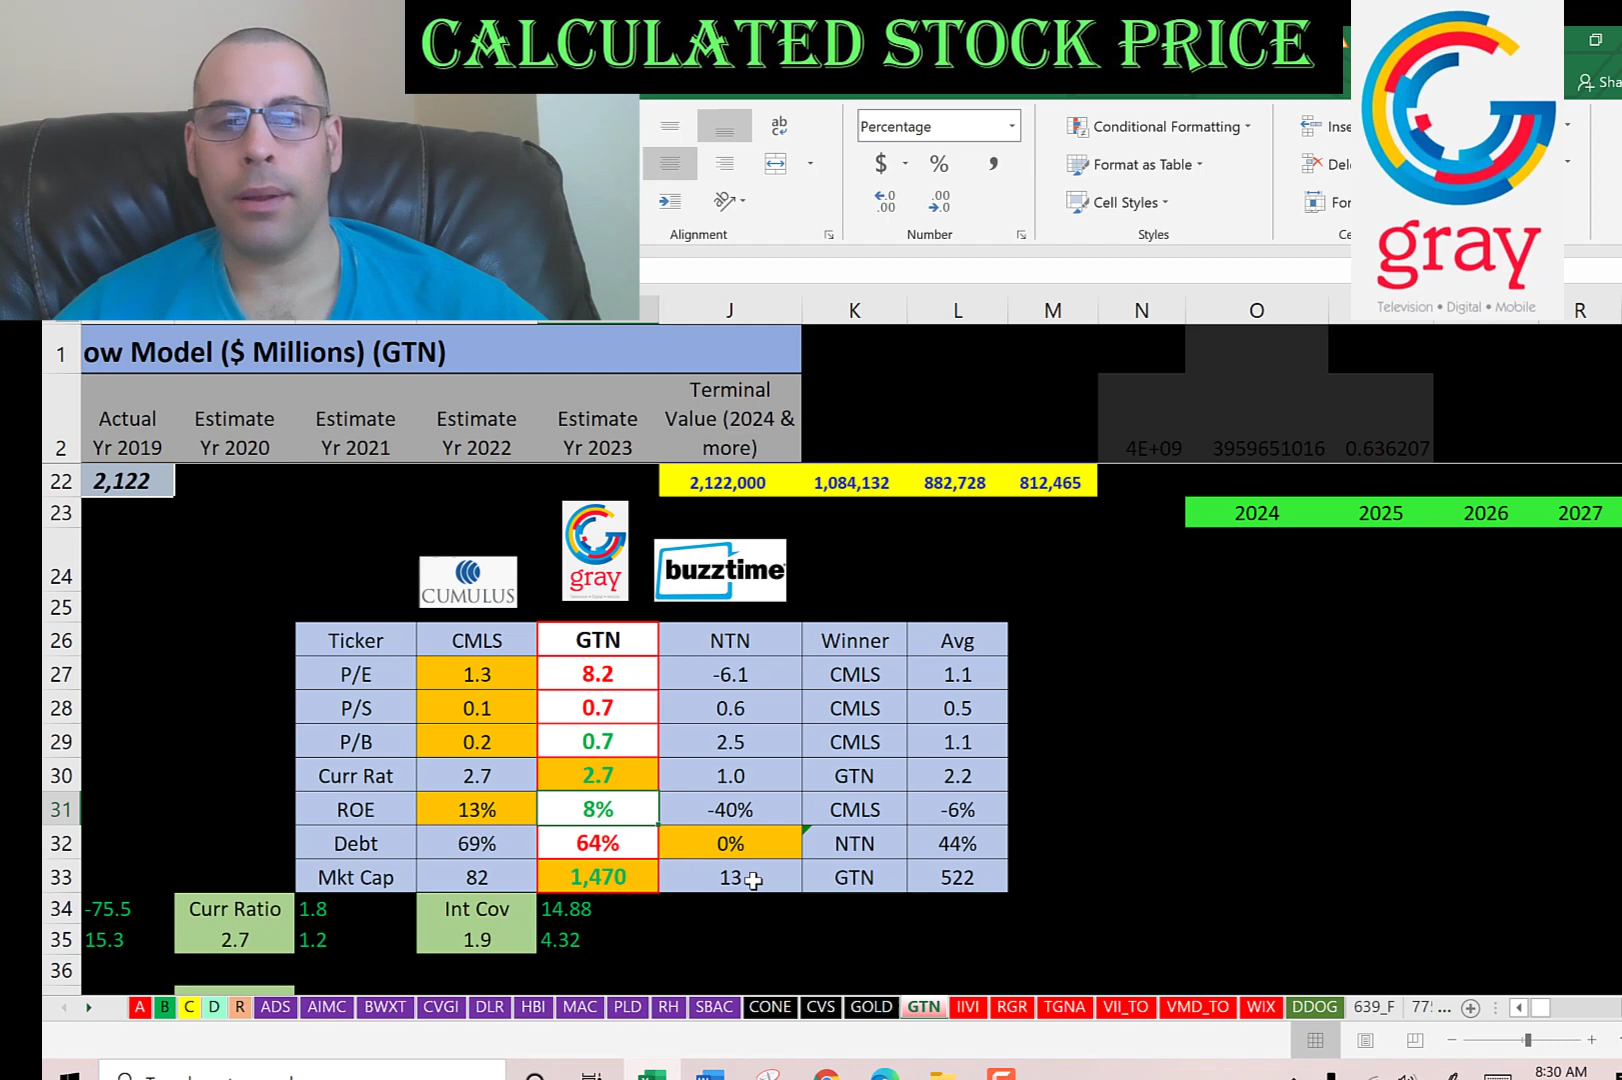 CALCULATED STOCK PRICE
gray
Television • Digital • Mobile
ab
Percentage
$ % ,
Conditional Formatting
Format as Table
Cell Styles
Alignment
Number
Styles
J K L M N O R
1 ow Model ($ Millions) (GTN)
Actual Yr 2019
Estimate Yr 2020
Estimate Yr 2021
Estimate Yr 2022
Estimate Yr 2023
Terminal Value (2024 & more)
2 4E+09 3959651016 0.636207
22 2,122 2,122,000 1,084,132 882,728 812,465
23 2024 2025 2026 2027
24 CUMULUS gray buzztime
25
26 Ticker CMLS GTN NTN Winner Avg
27 P/E 1.3 8.2 -6.1 CMLS 1.1
28 P/S 0.1 0.7 0.6 CMLS 0.5
29 P/B 0.2 0.7 2.5 CMLS 1.1
30 Curr Rat 2.7 2.7 1.0 GTN 2.2
31 ROE 13% 8% -40% CMLS -6%
32 Debt 69% 64% 0% NTN 44%
33 Mkt Cap 82 1,470 13 GTN 522
34 -75.5 Curr Ratio 1.8 Int Cov 14.88
35 15.3 2.7 1.2 1.9 4.32
36
A B C D R ADS AIMC BWXT CVGI DLR HBI MAC PLD RH SBAC CONE CVS GOLD GTN IIVI RGR TGNA VII_TO VMD_TO WIX DDOG 639_F 77: ...
8:30 AM